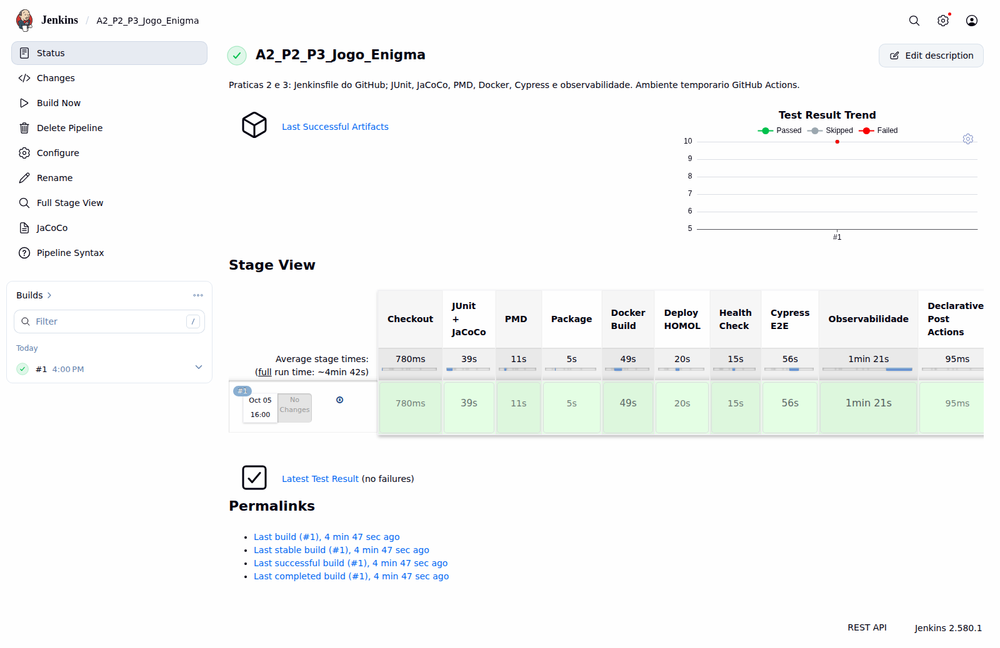 Jenkins / A2_P2_P3_Jogo_Enigma
Status
Changes
Build Now
Delete Pipeline
Configure
Rename
Full Stage View
JaCoCo
Pipeline Syntax
Builds
Filter /
Today
#1 4:00 PM
A2_P2_P3_Jogo_Enigma
Edit description
Praticas 2 e 3: Jenkinsfile do GitHub; JUnit, JaCoCo, PMD, Docker, Cypress e observabilidade. Ambiente temporario GitHub Actions.
Last Successful Artifacts
Test Result Trend
Passed Skipped Failed
10
9
8
7
6
5
#1
Stage View
Checkout
JUnit
+
JaCoCo
PMD
Package
Docker
Build
Deploy
HOMOL
Health
Check
Cypress
E2E
Observabilidade
Declarative
Post
Actions
Average stage times:
(full run time: ~4min 42s)
780ms 39s 11s 5s 49s 20s 15s 56s 1min 21s 95ms
#1
Oct 05
16:00
No
Changes
780ms 39s 11s 5s 49s 20s 15s 56s 1min 21s 95ms
Latest Test Result (no failures)
Permalinks
Last build (#1), 4 min 47 sec ago
Last stable build (#1), 4 min 47 sec ago
Last successful build (#1), 4 min 47 sec ago
Last completed build (#1), 4 min 47 sec ago
REST API Jenkins 2.580.1